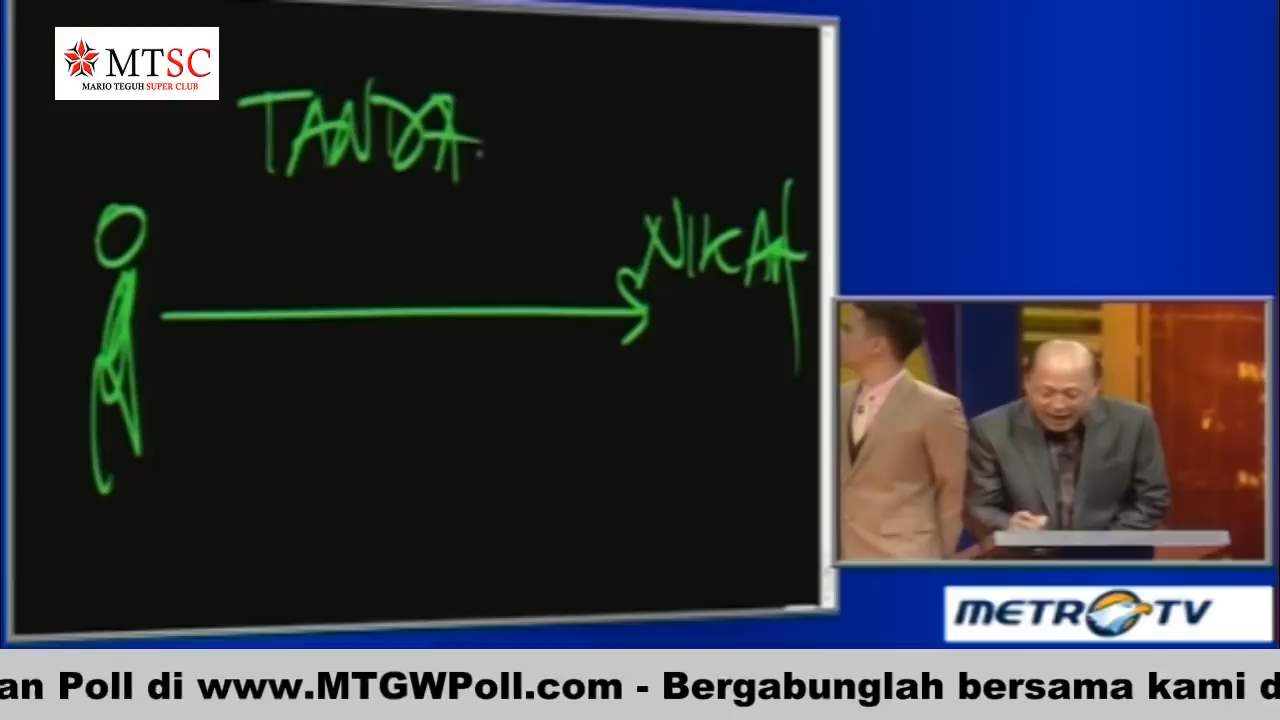 MTSC
MARIO TEGUH SUPER CLUB
TANDA
NIKAH
METRO TV
an Poll di www.MTGWPoll.com - Bergabunglah bersama kami d